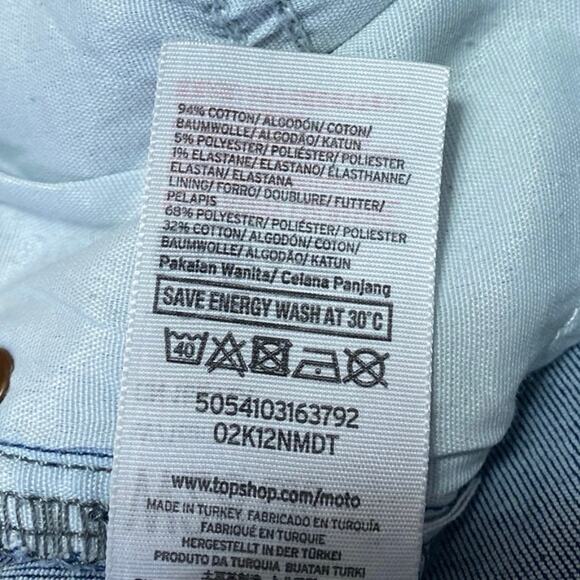 94% COTTON/ ALGODÓN/ COTON/
BAUMWOLLE/ ALGODÃO/ KATUN
5% POLYESTER/ POLIÉSTER/ POLIESTER
1% ELASTANE/ ELASTANO/ ÉLASTHANNE/
ELASTAN/ ELASTANA
LINING/ FORRO/ DOUBLURE/ FUTTER/
PELAPIS
68% POLYESTER/ POLIÉSTER/ POLIESTER
32% COTTON/ ALGODÓN/ COTON/
BAUMWOLLE/ ALGODÃO/ KATUN
Pakaian Wanita/ Celana Panjang
SAVE ENERGY WASH AT 30°C
40
5054103163792
02K12NMDT
www.topshop.com/moto
MADE IN TURKEY, FABRICADO EN TURQUÍA
FABRIQUÉ EN TURQUIE
HERGESTELLT IN DER TÜRKEI
PRODUTO DA TURQUIA BUATAN TURKI